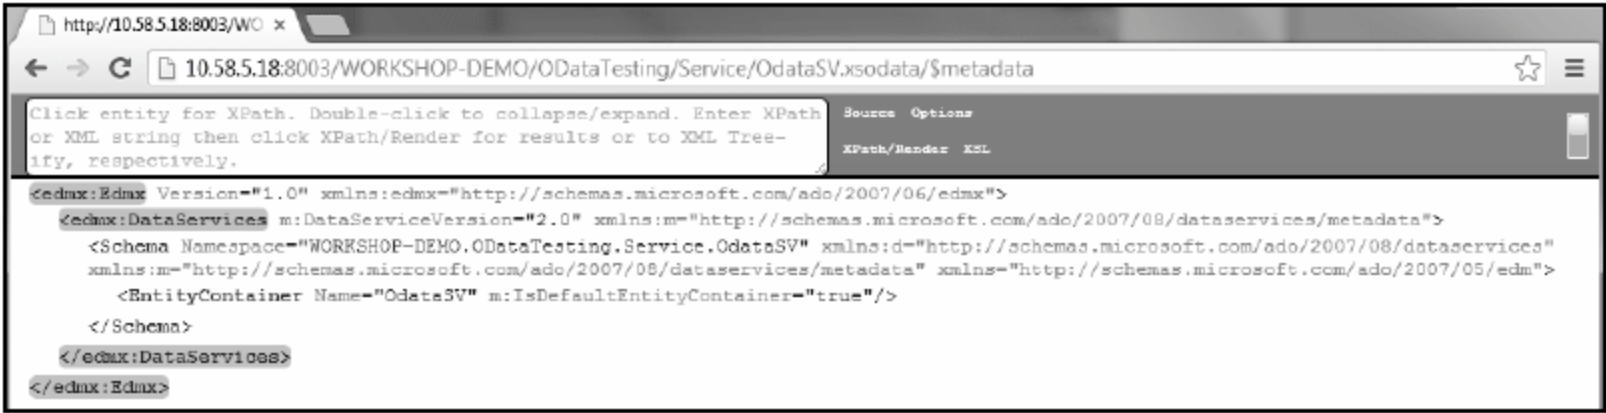 http://10.58.5.18:8003/WO ×
10.58.5.18:8003/WORKSHOP-DEMO/ODataTesting/Service/OdataSV.xsodata/$metadata
Click entity for XPath. Double-click to collapse/expand. Enter XPath
or XML string then click XPath/Render for results or to XML Tree-
ify, respectively.
Source Options
XPath/Render XSL
<edmx:Edmx Version="1.0" xmlns:edmx="http://schemas.microsoft.com/ado/2007/06/edmx">
<edmx:DataServices m:DataServiceVersion="2.0" xmlns:m="http://schemas.microsoft.com/ado/2007/08/dataservices/metadata">
<Schema Namespace="WORKSHOP-DEMO.ODataTesting.Service.OdataSV" xmlns:d="http://schemas.microsoft.com/ado/2007/08/dataservices"
xmlns:m="http://schemas.microsoft.com/ado/2007/08/dataservices/metadata" xmlns="http://schemas.microsoft.com/ado/2007/05/edm">
<EntityContainer Name="OdataSV" m:IsDefaultEntityContainer="true"/>
</Schema>
</edmx:DataServices>
</edmx:Edmx>